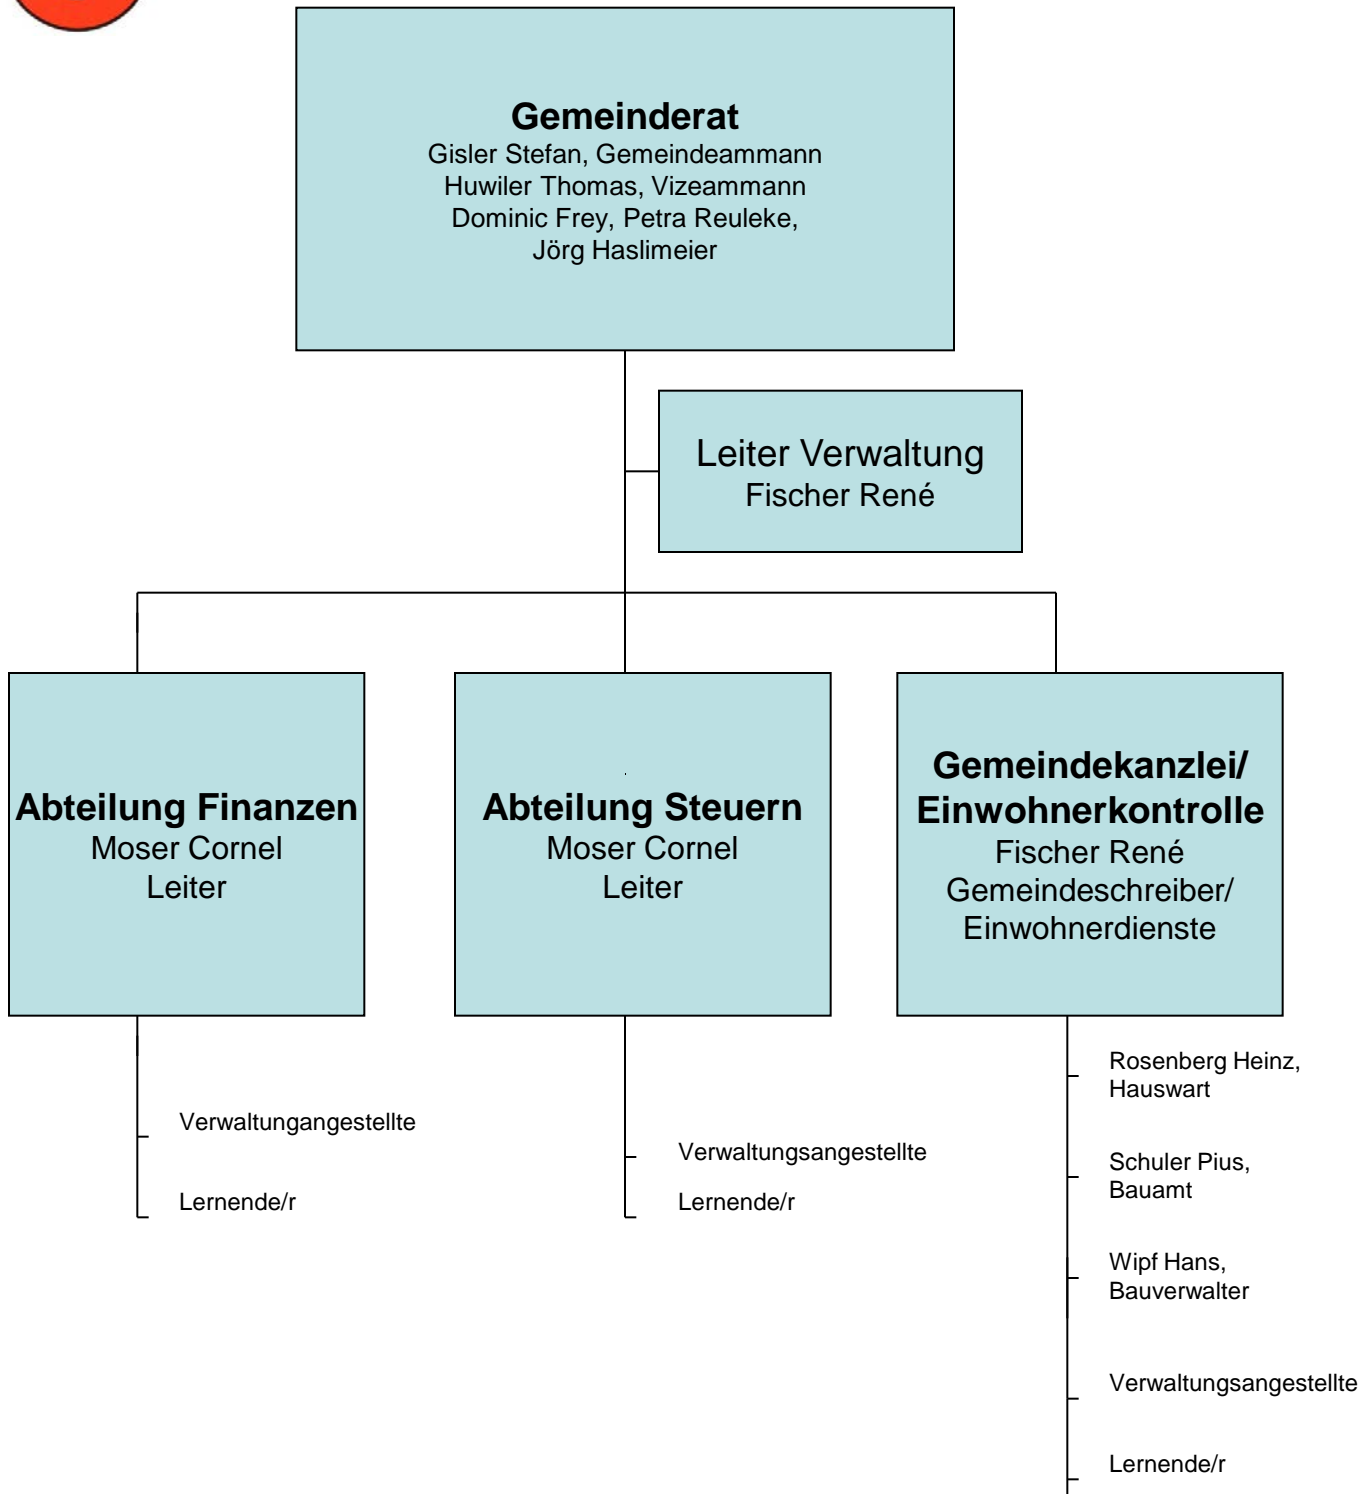 Gemeinderat
Gisler Stefan, Gemeindeammann
Huwiler Thomas, Vizeammann
Dominic Frey, Petra Reuleke,
Jörg Haslimeier
Leiter Verwaltung
Fischer René
Abteilung Finanzen
Moser Cornel
Leiter
Verwaltungangestellte
Lernende/r
.
Abteilung Steuern
Moser Cornel
Leiter
Verwaltungsangestellte
Lernende/r
Gemeindekanzlei/
Einwohnerkontrolle
Fischer René
Gemeindeschreiber/
Einwohnerdienste
Rosenberg Heinz,
Hauswart
Schuler Pius,
Bauamt
Wipf Hans,
Bauverwalter
Verwaltungsangestellte
Lernende/r